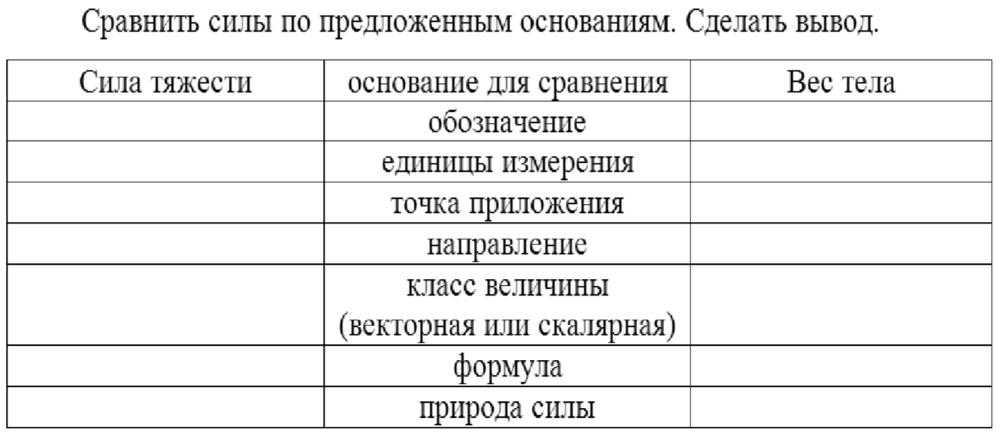 Сравнить силы по предложенным основаниям. Сделать вывод.
Сила тяжести основание для сравнения Вес тела
обозначение
единицы измерения
точка приложения
направление
класс величины
(векторная или скалярная)
формула
природа силы